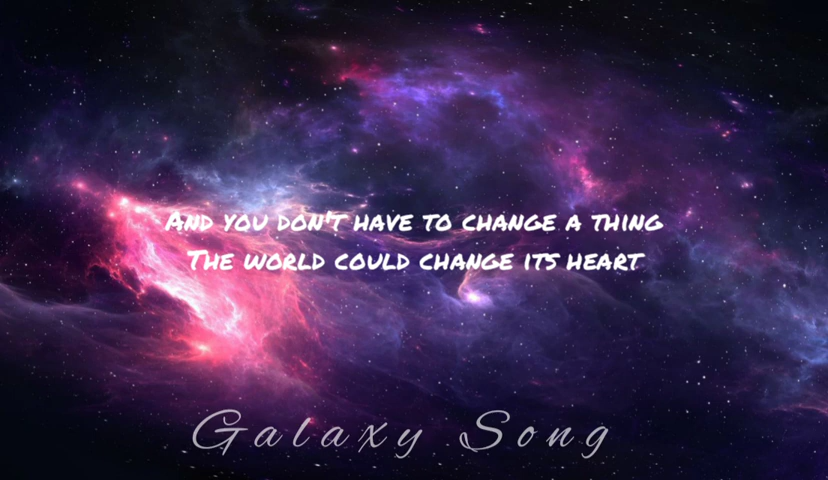 And you don't have to change a thing
The world could change its heart
Galaxy Song